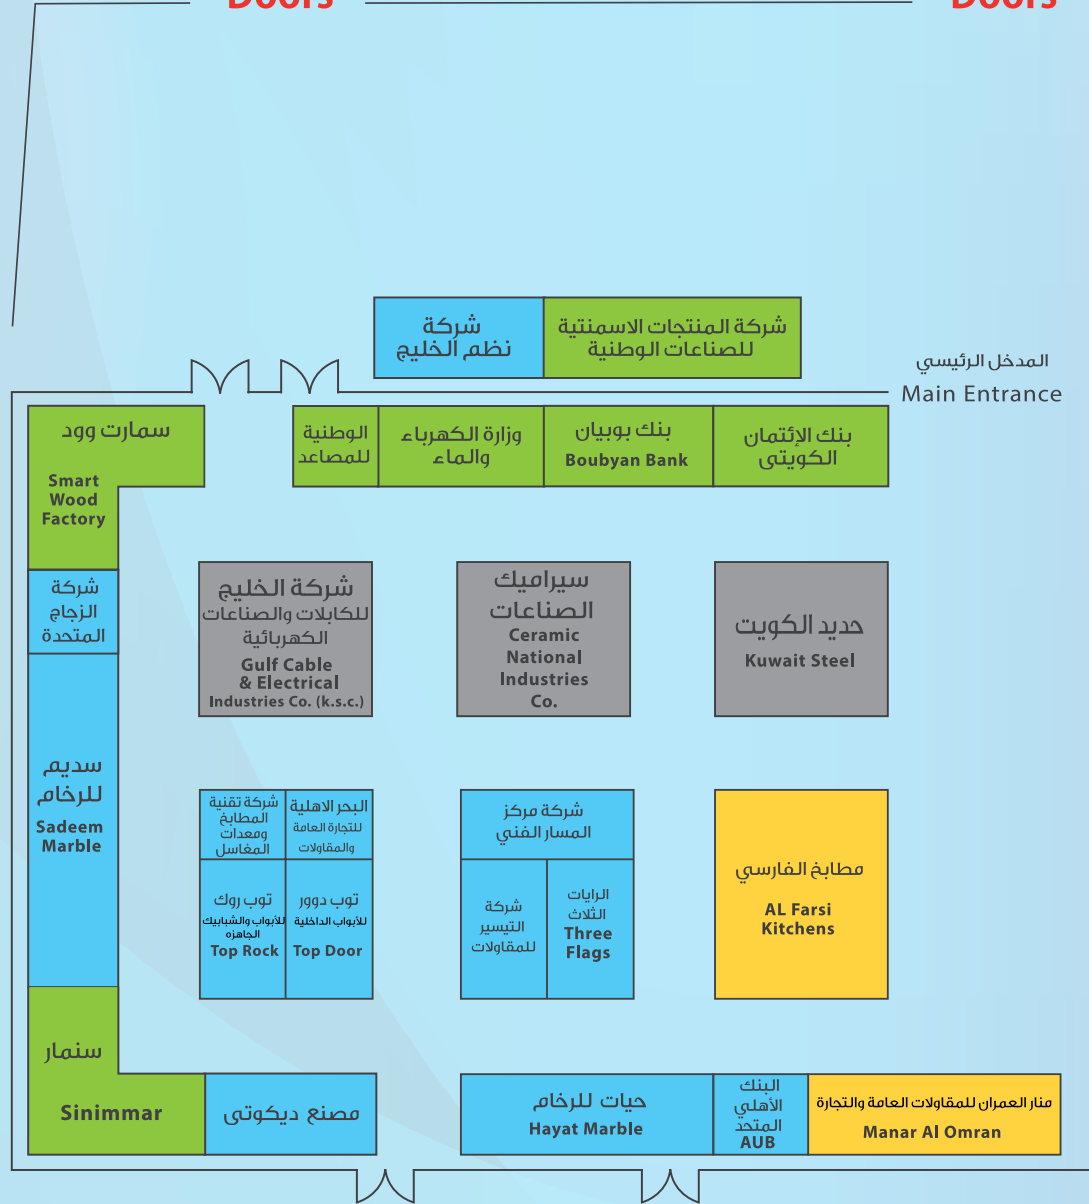 Doors
Doors
شركة
نظم الخليج
شركة المنتجات الاسمنتية
للصناعات الوطنية
المدخل الرئيسي
Main Entrance
سمارت وود
Smart
Wood
Factory
الوطنية
للمصاعد
وزارة الكهرباء
والماء
بنك بوبيان
Boubyan Bank
بنك الإئتمان
الكويتى
شركة
الزجاج
المتحدة
شركة الخليج
للكابلات والصناعات
الكهربائية
Gulf Cable
& Electrical
Industries Co. (k.s.c.)
سيراميك
الصناعات
Ceramic
National
Industries
Co.
حديد الكويت
Kuwait Steel
سديم
للرخام
Sadeem
Marble
شركة تقنية
المطابخ
ومعدات
المغاسل
البحر الاهلية
للتجارة العامة
والمقاولات
توب روك
للأبواب والشبابيك
الجاهزه
Top Rock
توب دوور
للأبواب الداخلية
Top Door
شركة مركز
المسار الفني
شركة
التيسير
للمقاولات
الرايات
الثلاث
Three
Flags
مطابخ الفارسي
AL Farsi
Kitchens
سنمار
Sinimmar
مصنع ديكوتى
حيات للرخام
Hayat Marble
البنك
الأهلي
المتحد
AUB
منار العمران للمقاولات العامة والتجارة
Manar Al Omran